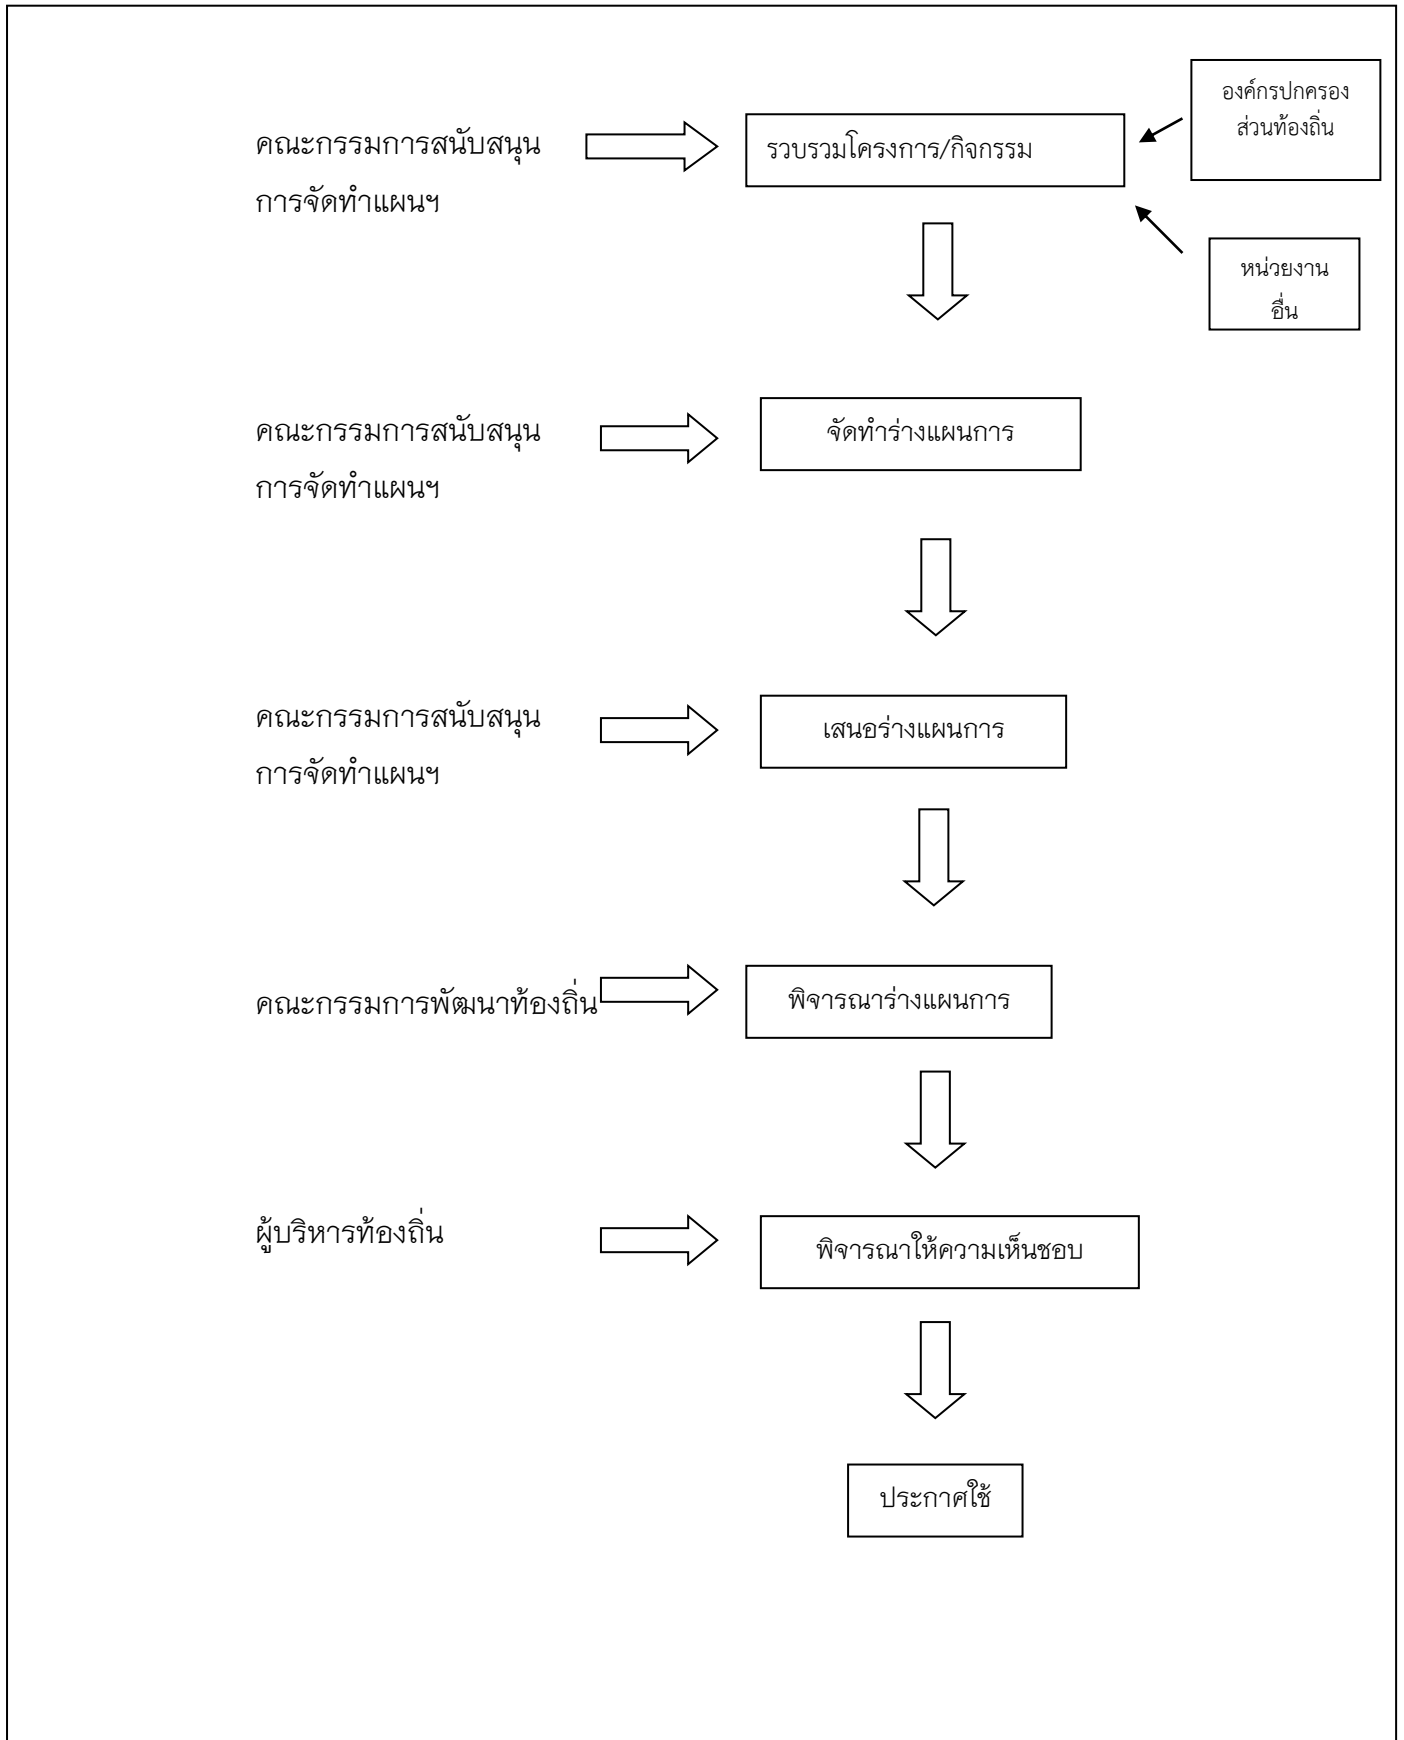 องค์กรปกครอง
ส่วนท้องถิ่น
คณะกรรมการสนับสนุน
การจัดทำแผนฯ
รวบรวมโครงการ/กิจกรรม
หน่วยงาน
อื่น
คณะกรรมการสนับสนุน
การจัดทำแผนฯ
จัดทำร่างแผนการ
คณะกรรมการสนับสนุน
การจัดทำแผนฯ
เสนอร่างแผนการ
คณะกรรมการพัฒนาท้องถิ่น
พิจารณาร่างแผนการ
ผู้บริหารท้องถิ่น
พิจารณาให้ความเห็นชอบ
ประกาศใช้